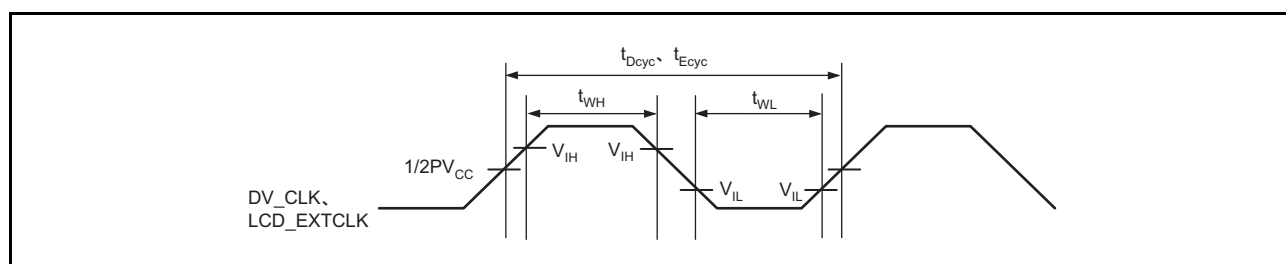 tDcyc、 tEcyc
tWH
tWL
VIH
VIH
1/2PVCC
VIL
VIL
DV_CLK、
LCD_EXTCLK